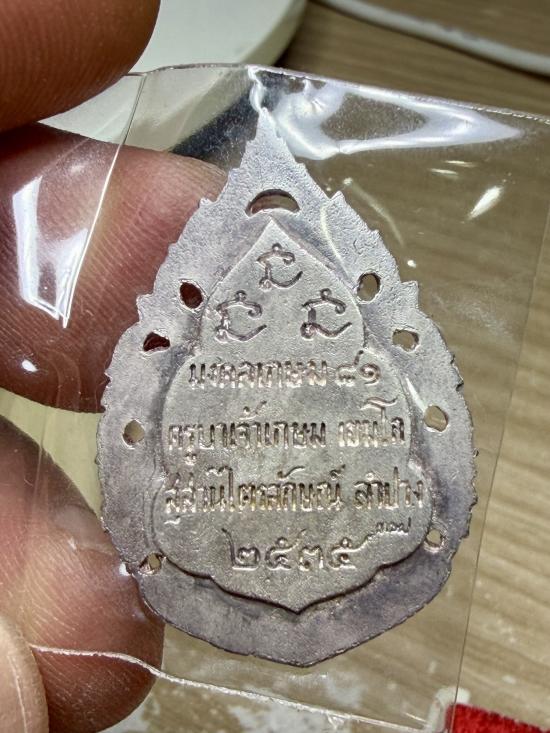 มงคลเกษม ๘๑
ครูบาเจ้าเกษม เขมโก
สุสานไตรลักษณ์ ลำปาง
๒๕๓๕